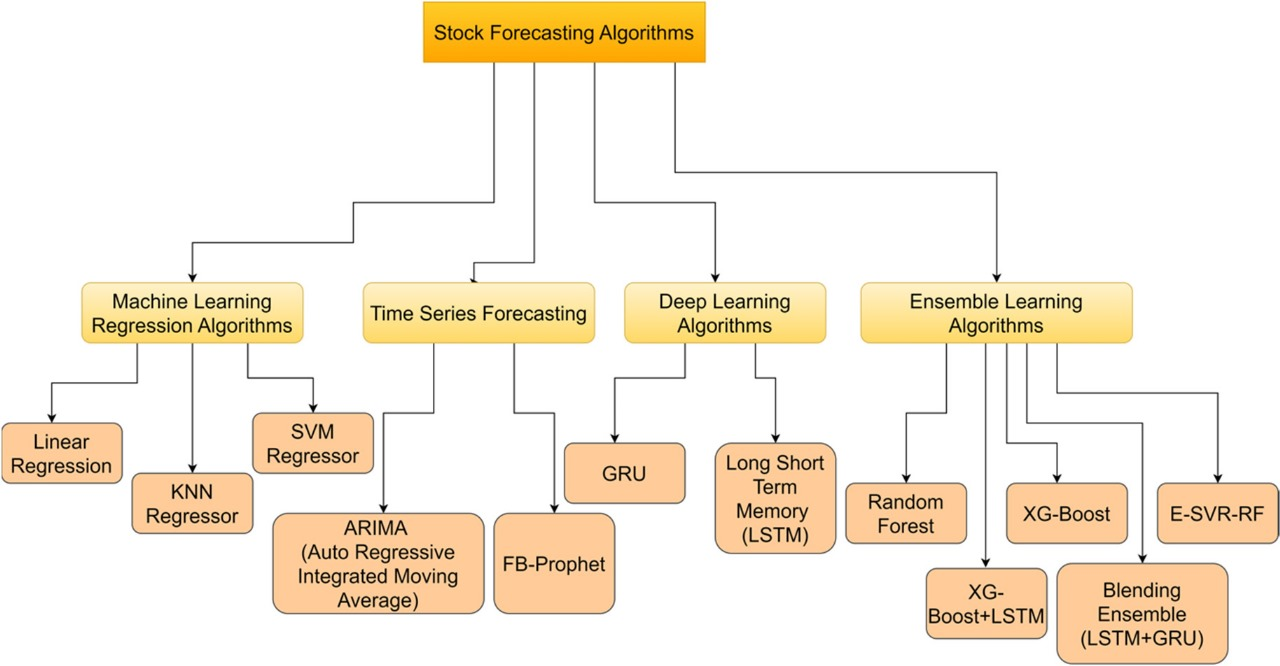 Stock Forecasting Algorithms
Machine Learning
Regression Algorithms
Time Series Forecasting
Deep Learning
Algorithms
Ensemble Learning
Algorithms
Linear
Regression
KNN
Regressor
SVM
Regressor
ARIMA
(Auto Regressive
Integrated Moving
Average)
FB-Prophet
GRU
Long Short
Term
Memory
(LSTM)
Random
Forest
XG-
Boost+LSTM
XG-Boost
Blending
Ensemble
(LSTM+GRU)
E-SVR-RF